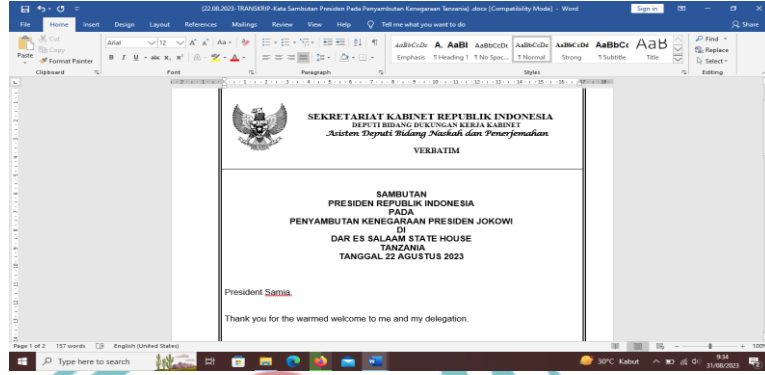 (22.08.2023-TRANSKRIP-Kata Sambutan Presiden Pada Penyambutan Kenegaraan Tanzania) .docx [Compatibility Mode] - Word
Sign in
File Home Insert Design Layout References Mailings Review View Help Tell me what you want to do Share
Paste
Cut
Copy
Format Painter
Clipboard
Arial 12
Font
Paragraph
AaBbCcDc A. AaBI AaBbCcDc AaBbCcDc AaBbCcDc AaBbCc AaB
Emphasis ¶ Heading 1 ¶ No Spac... ¶ Normal Strong ¶ Subtitle Title
Styles
Find
Replace
Select
Editing
SEKRETARIAT KABINET REPUBLIK INDONESIA
DEPUTI BIDANG DUKUNGAN KERJA KABINET
Asisten Deputi Bidang Naskah dan Penerjemahan
VERBATIM
SAMBUTAN
PRESIDEN REPUBLIK INDONESIA
PADA
PENYAMBUTAN KENEGARAAN PRESIDEN JOKOWI
DI
DAR ES SALAAM STATE HOUSE
TANZANIA
TANGGAL 22 AGUSTUS 2023
President Samia,
Thank you for the warmed welcome to me and my delegation.
Page 1 of 2 157 words English (United States) 100%
Type here to search
30°C Kabut
9:34
31/08/2023